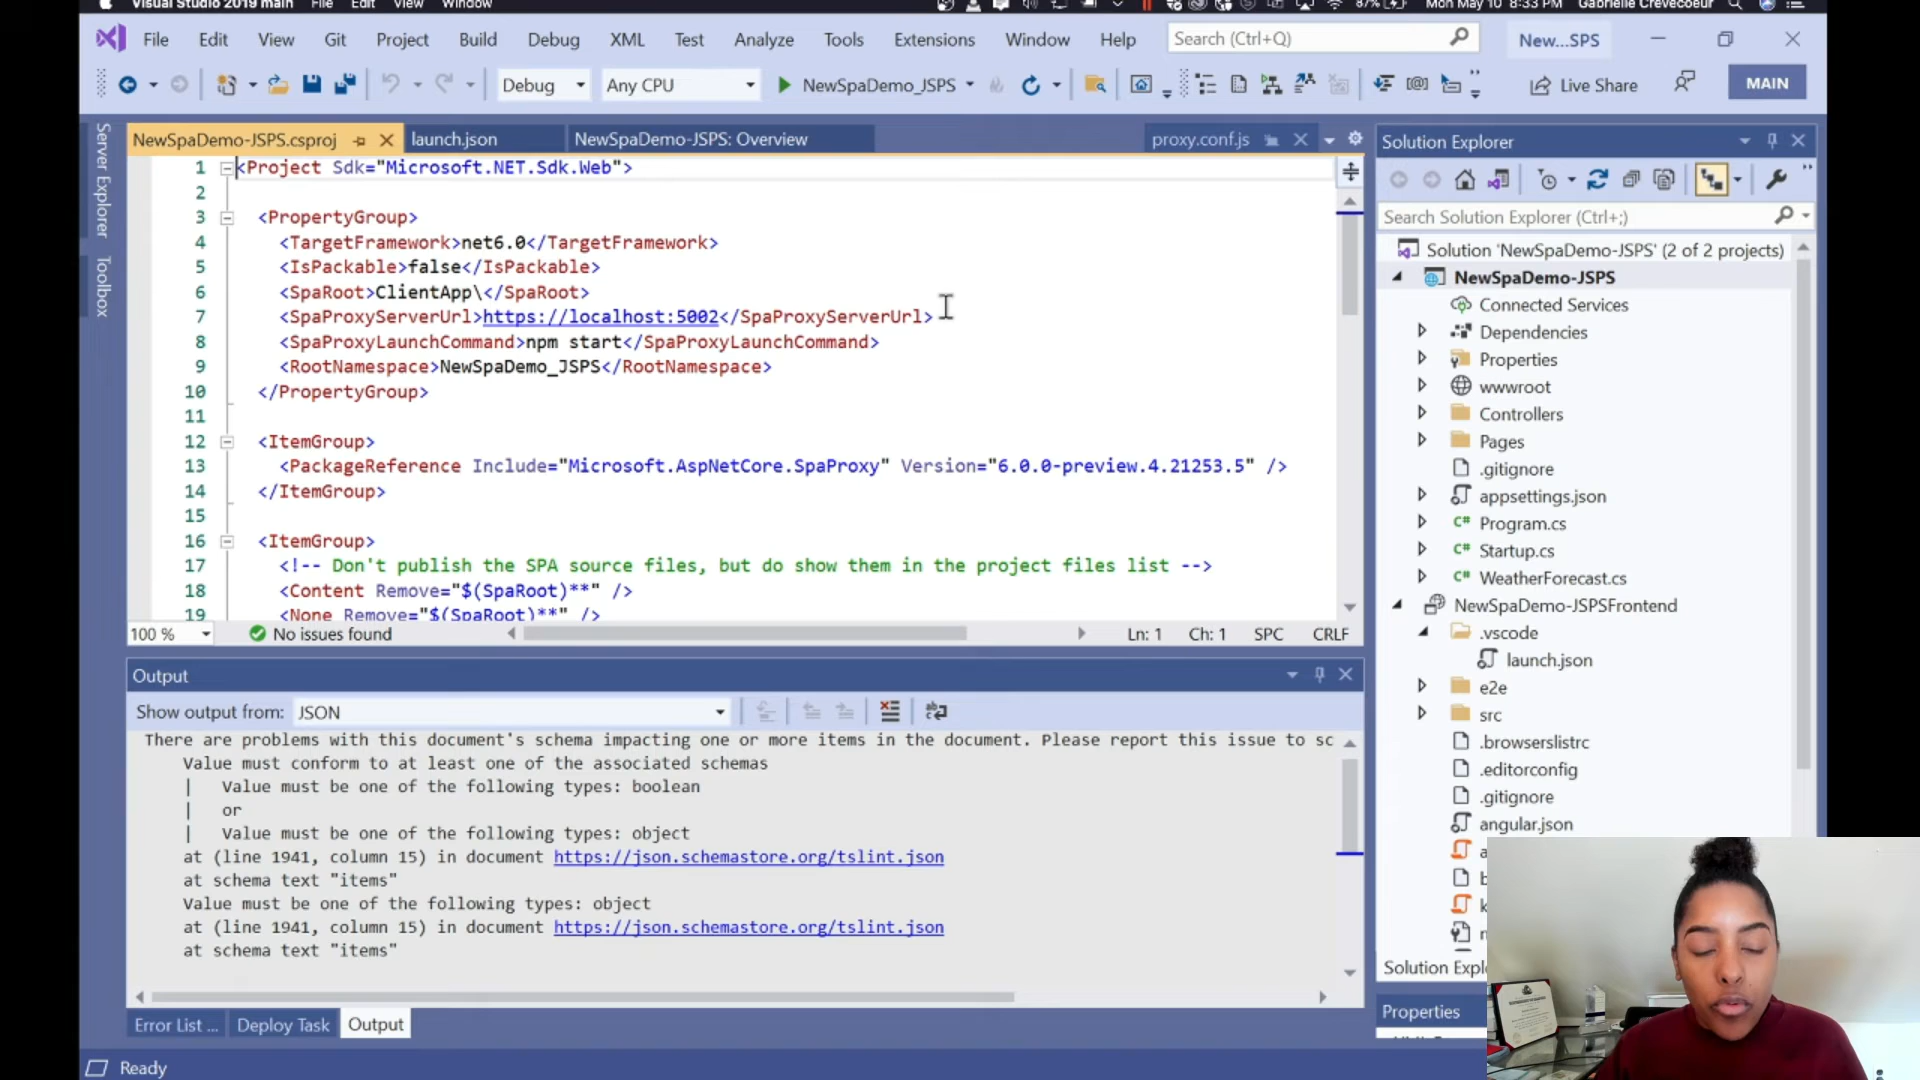 Visual Studio 2019 main File Edit View Window 87% Mon May 10 8:33 PM Gabrielle Crevecoeur
File Edit View Git Project Build Debug XML Test Analyze Tools Extensions Window Help Search (Ctrl+Q) New...SPS
Debug Any CPU NewSpaDemo_JSPS Live Share MAIN
Server Explorer
Toolbox
NewSpaDemo-JSPS.csproj launch.json NewSpaDemo-JSPS: Overview proxy.conf.js
1 <Project Sdk="Microsoft.NET.Sdk.Web">
2
3 <PropertyGroup>
4 <TargetFramework>net6.0</TargetFramework>
5 <IsPackable>false</IsPackable>
6 <SpaRoot>ClientApp\</SpaRoot>
7 <SpaProxyServerUrl>https://localhost:5002</SpaProxyServerUrl>
8 <SpaProxyLaunchCommand>npm start</SpaProxyLaunchCommand>
9 <RootNamespace>NewSpaDemo_JSPS</RootNamespace>
10 </PropertyGroup>
11
12 <ItemGroup>
13 <PackageReference Include="Microsoft.AspNetCore.SpaProxy" Version="6.0.0-preview.4.21253.5" />
14 </ItemGroup>
15
16 <ItemGroup>
17 <!-- Don't publish the SPA source files, but do show them in the project files list -->
18 <Content Remove="$(SpaRoot)**" />
19 <None Remove="$(SpaRoot)**" />
100 % No issues found Ln: 1 Ch: 1 SPC CRLF
Output
Show output from: JSON
There are problems with this document's schema impacting one or more items in the document. Please report this issue to sc
Value must conform to at least one of the associated schemas
| Value must be one of the following types: boolean
| or
| Value must be one of the following types: object
at (line 1941, column 15) in document https://json.schemastore.org/tslint.json
at schema text "items"
Value must be one of the following types: object
at (line 1941, column 15) in document https://json.schemastore.org/tslint.json
at schema text "items"
Error List ... Deploy Task Output
Ready
Solution Explorer
Search Solution Explorer (Ctrl+;)
Solution 'NewSpaDemo-JSPS' (2 of 2 projects)
NewSpaDemo-JSPS
Connected Services
Dependencies
Properties
wwwroot
Controllers
Pages
.gitignore
appsettings.json
C# Program.cs
C# Startup.cs
C# WeatherForecast.cs
NewSpaDemo-JSPSFrontend
.vscode
launch.json
e2e
src
.browserslistrc
.editorconfig
.gitignore
angular.json
Solution Expl
Properties